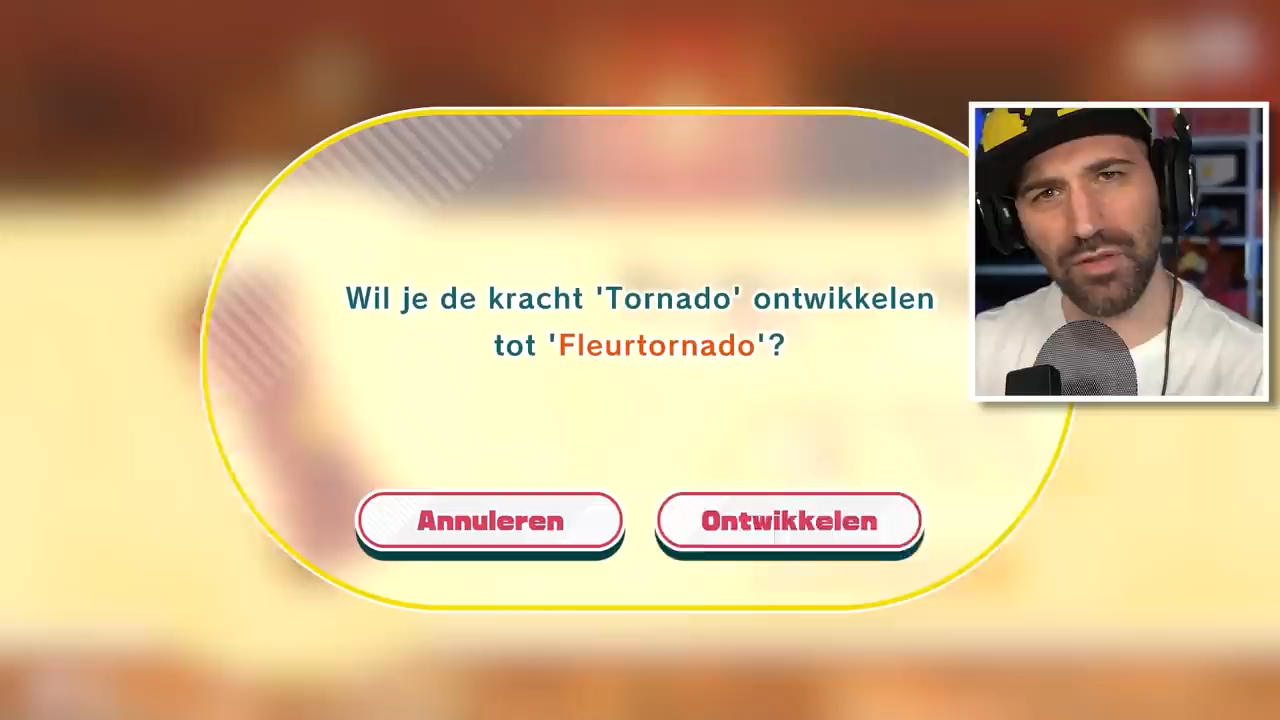 Wil je de kracht 'Tornado' ontwikkelen
tot 'Fleurtornado'?
Annuleren
Ontwikkelen